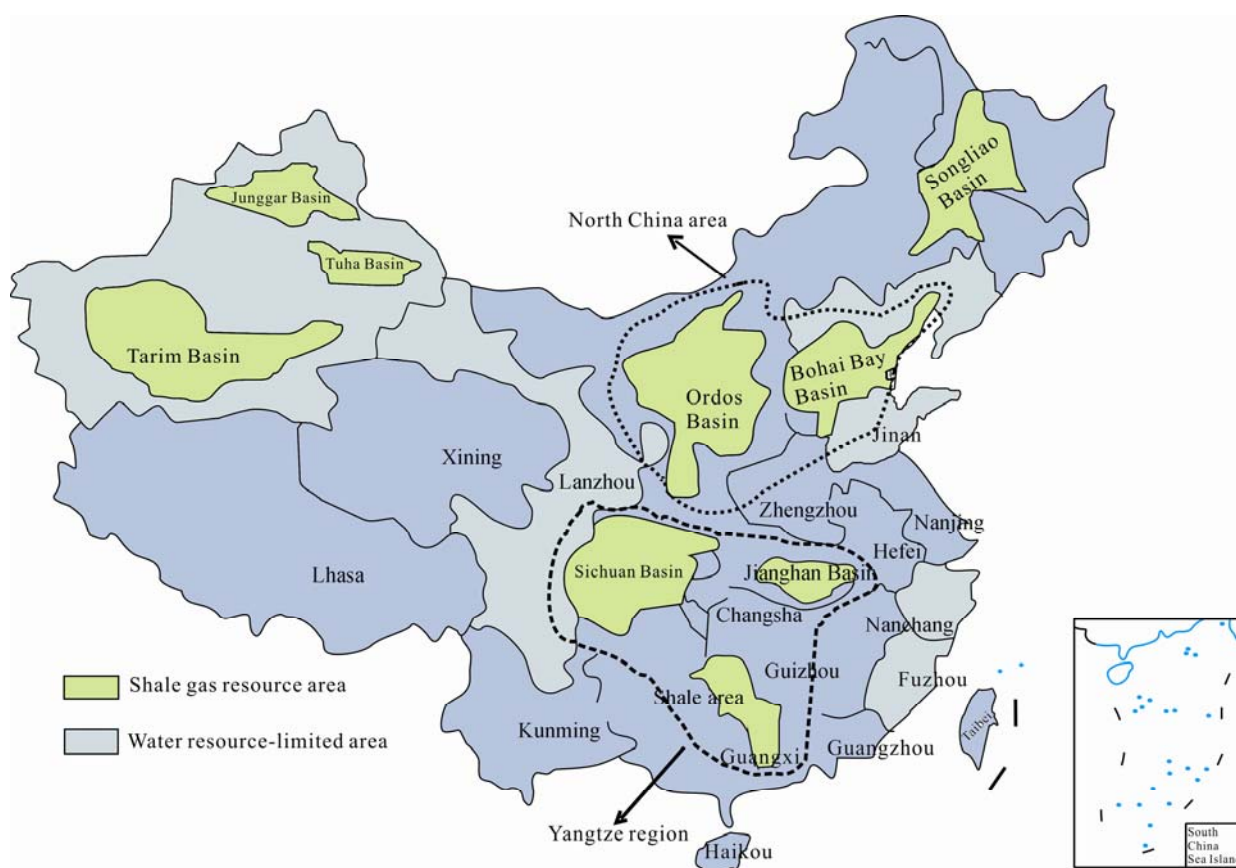 Songliao
Basin
Junggar Basin
North China area
Tuha Basin
Tarim Basin
Bohai Bay
Basin
Ordos
Basin
Jinan
Xining
Lanzhou
Zhengzhou
Nanjing
Hefei
Lhasa
Sichuan Basin
Jianghan Basin
Changsha
Nanchang
Guizhou
Fuzhou
Shale gas resource area
Shale area
Water resource-limited area
Kunming
Guangxi
Guangzhou
Taibei
Yangtze region
Haikou
South
China
Sea Island